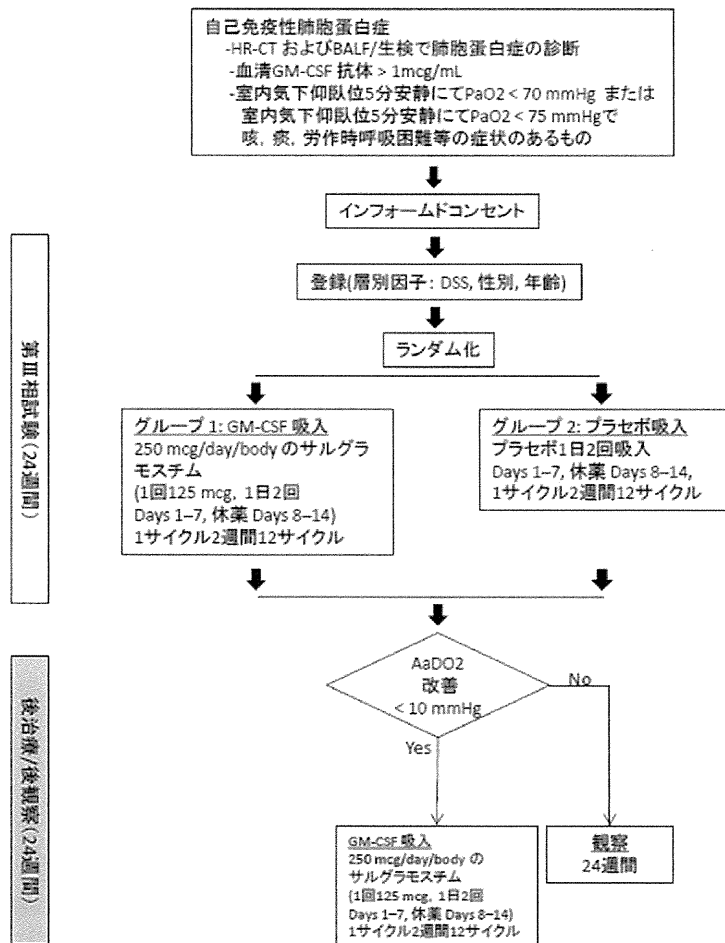 自己免疫性肺胞蛋白症
-HR-CT およびBALF/生検で肺胞蛋白症の診断
-血清GM-CSF 抗体 > 1mcg/mL
-室内気下仰臥位5分安静にてPaO2 < 70 mmHg または
室内気下仰臥位5分安静にてPaO2 < 75 mmHgで
咳, 痰, 労作時呼吸困難等の症状のあるもの
インフォームドコンセント
登録(層別因子: DSS, 性別, 年齢)
ランダム化
第Ⅲ相試験(24週間)
グループ 1: GM-CSF 吸入
250 mcg/day/body のサルグラ
モスチム
(1回125 mcg, 1日2回
Days 1–7, 休薬 Days 8–14)
1サイクル2週間12サイクル
グループ 2: プラセボ吸入
プラセボ1日2回吸入
Days 1–7, 休薬 Days 8–14,
1サイクル2週間12サイクル
後治療/後観察(24週間)
AaDO2
改善
< 10 mmHg
No
Yes
GM-CSF 吸入
250 mcg/day/body の
サルグラモスチム
(1回125 mcg, 1日2回
Days 1–7, 休薬 Days 8–14)
1サイクル2週間12サイクル
観察
24週間